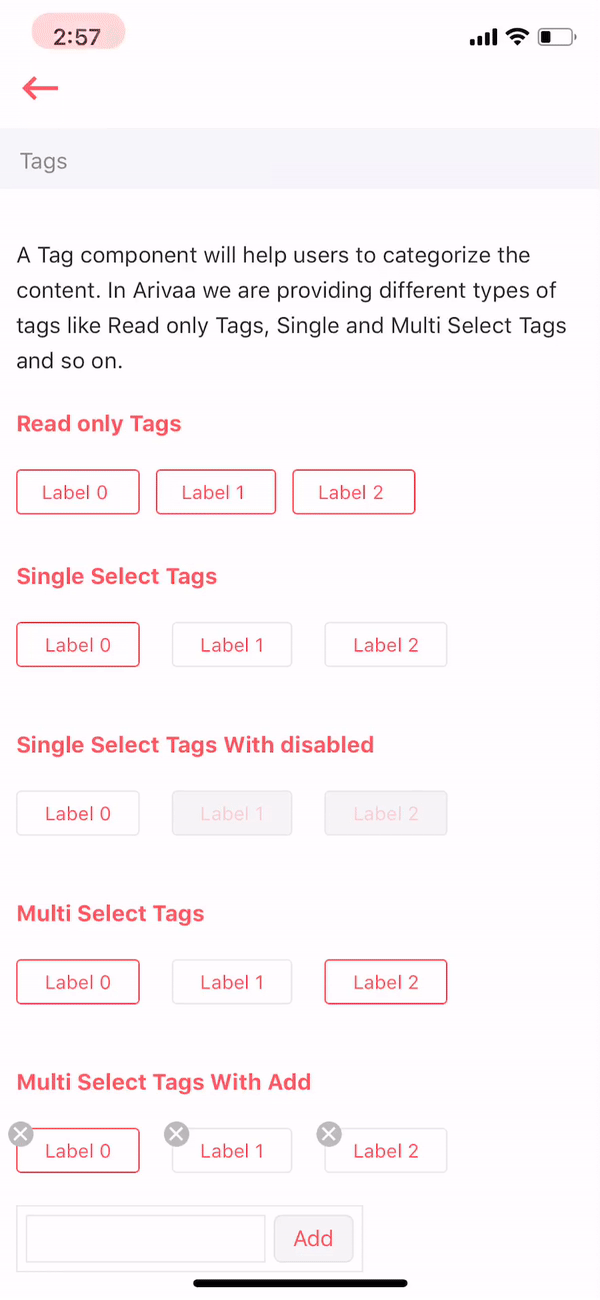 2:57
Tags
A Tag component will help users to categorize the
content. In Arivaa we are providing different types of
tags like Read only Tags, Single and Multi Select Tags
and so on.
Read only Tags
Label 0 Label 1 Label 2
Single Select Tags
Label 0 Label 1 Label 2
Single Select Tags With disabled
Label 0 Label 1 Label 2
Multi Select Tags
Label 0 Label 1 Label 2
Multi Select Tags With Add
Label 0 Label 1 Label 2
Add